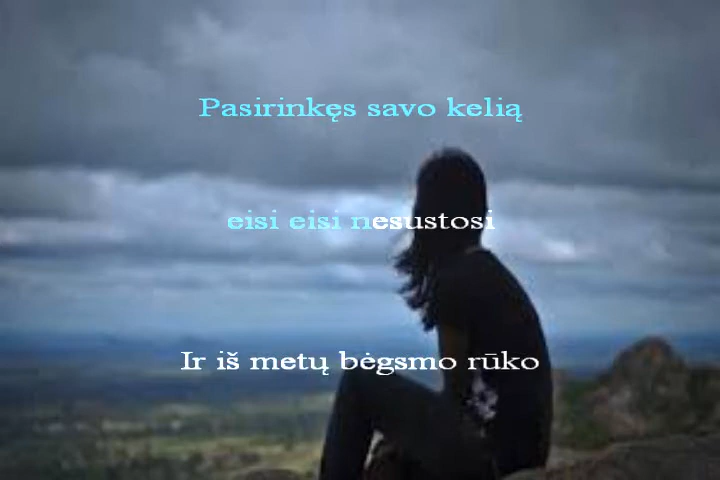 Pasirinkęs savo kelią
eisi eisi nesustosi
Ir iš metų bėgsmo rūko